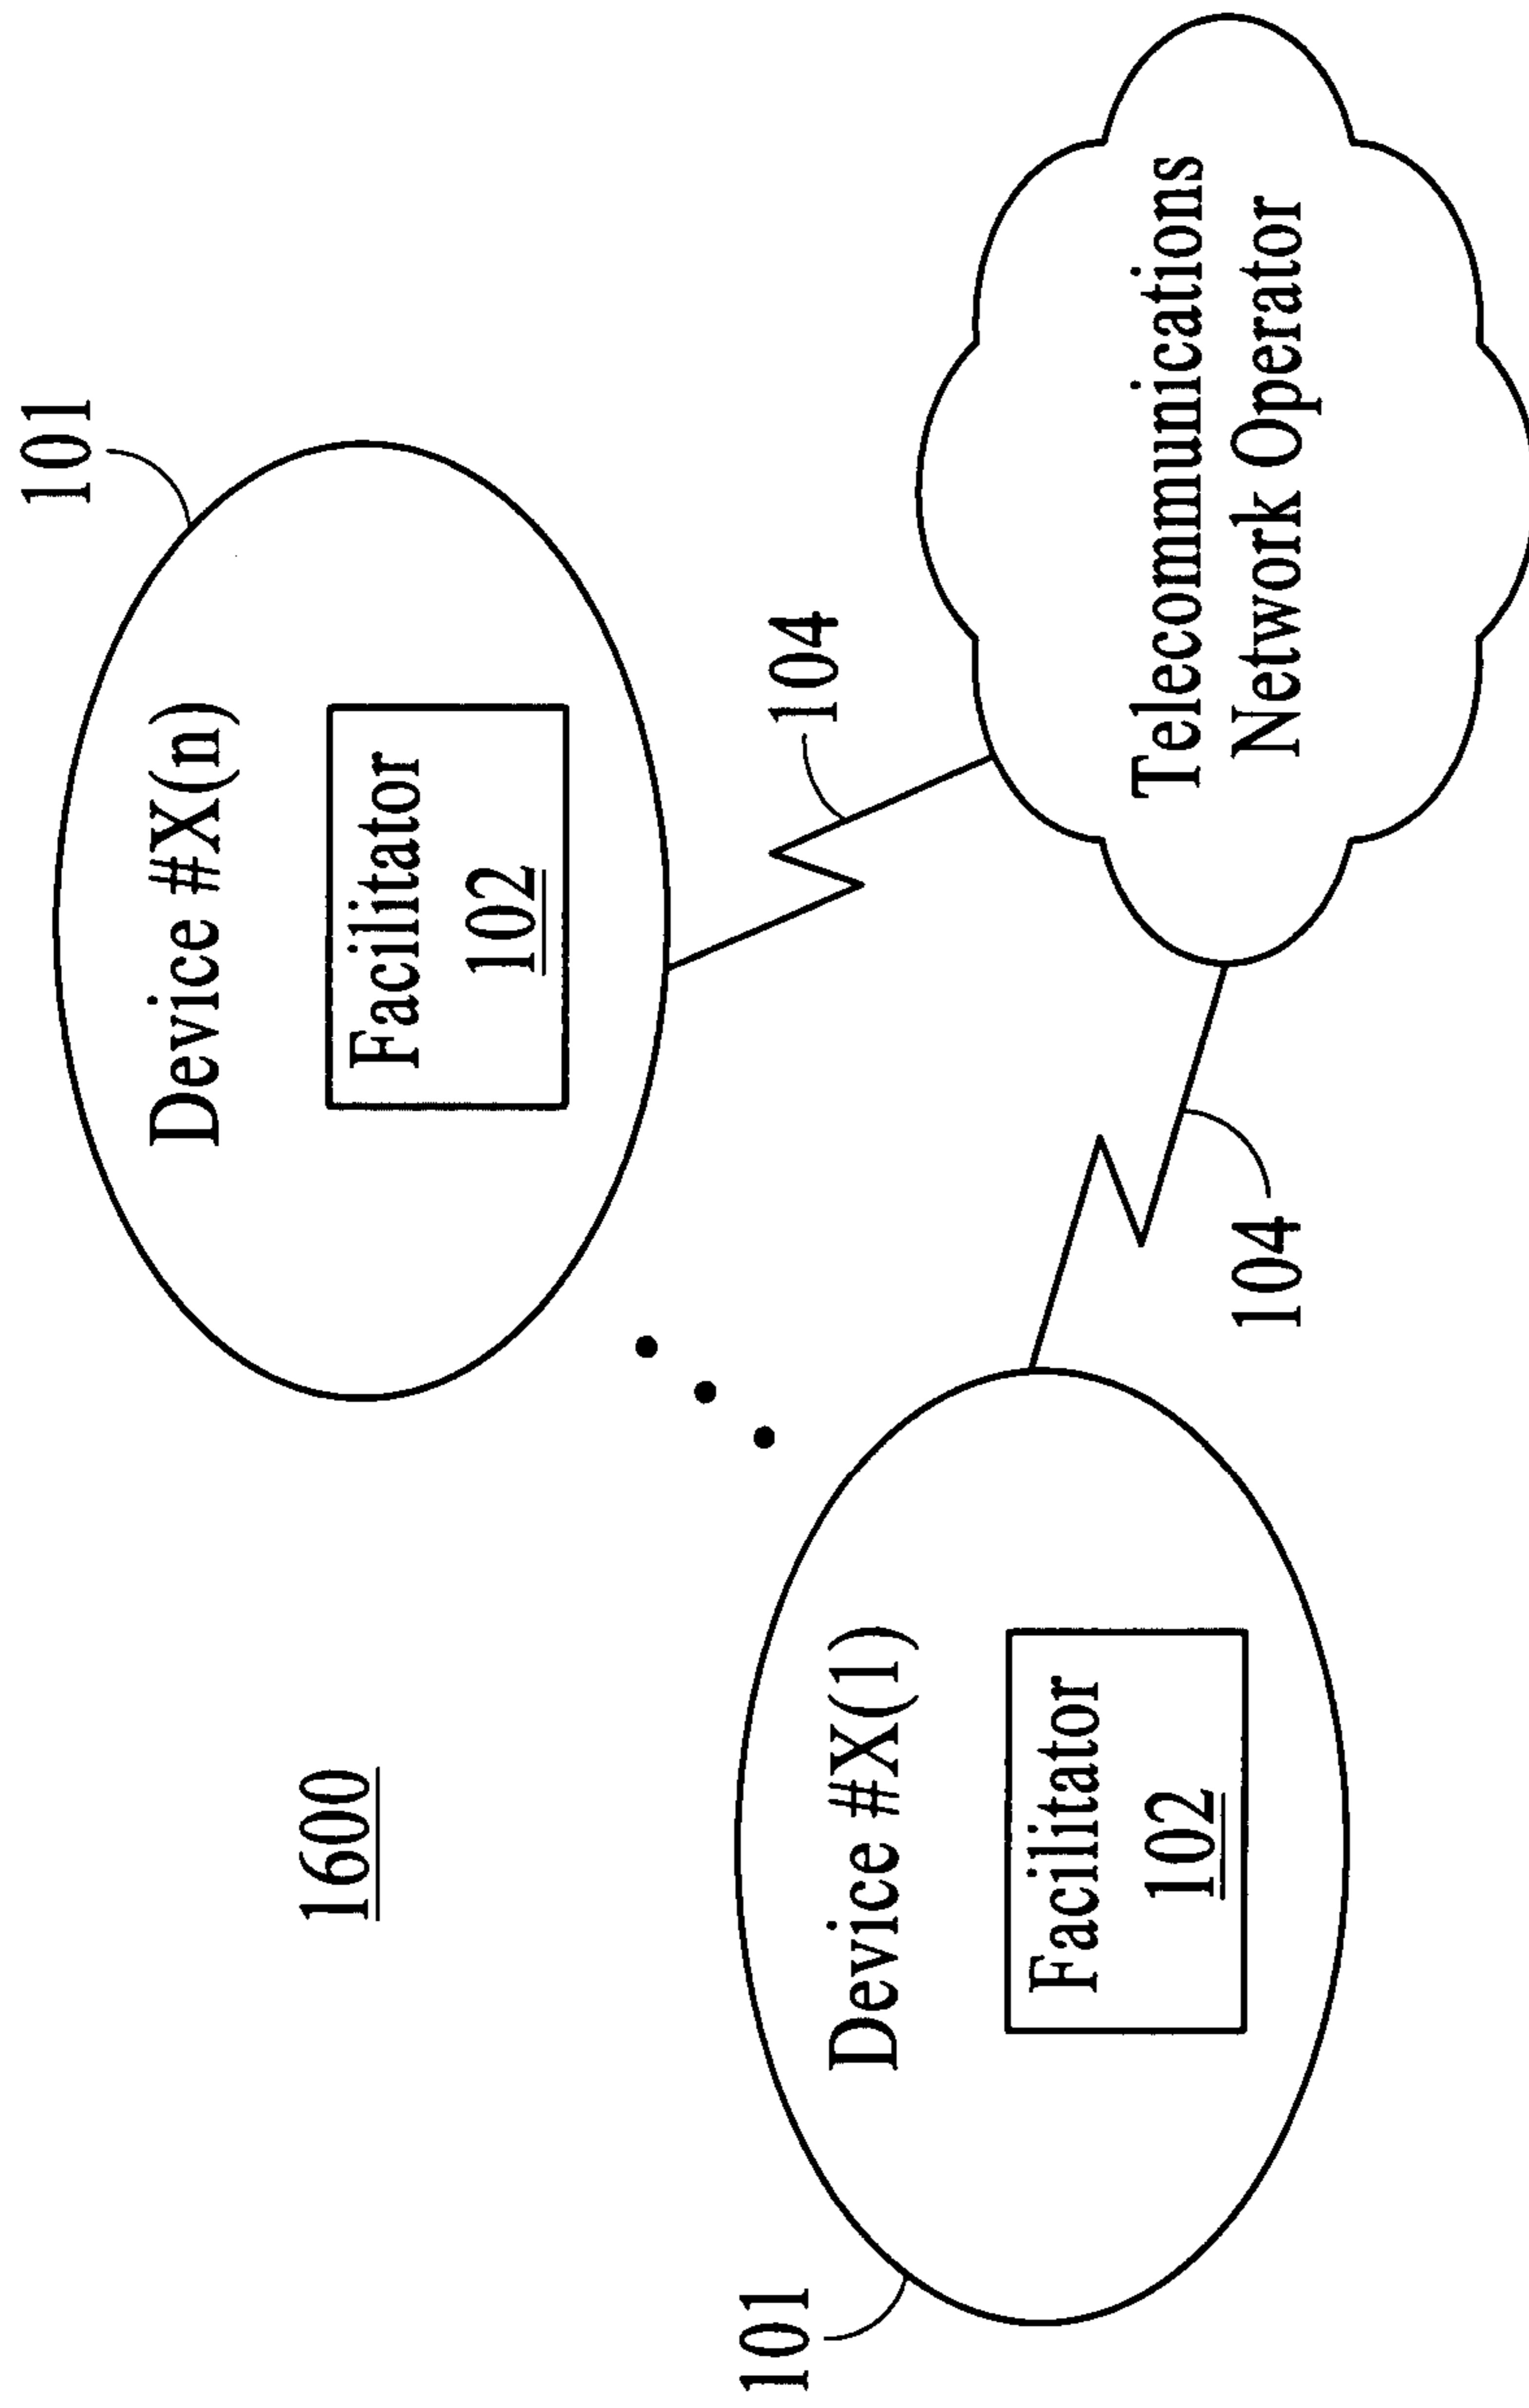 101
Device #X(n)
Facilitator
102
1600
104
101
Device #X(1)
Facilitator
102
Telecommunications
Network Operator
104